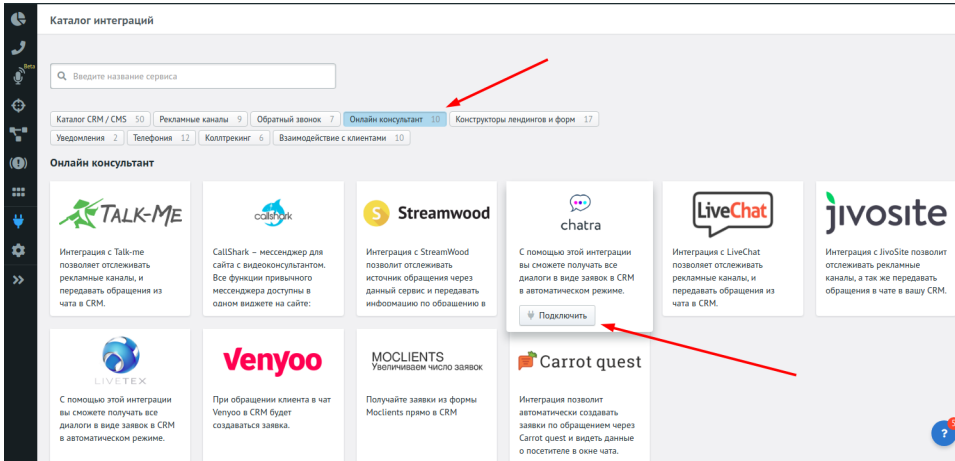 Каталог интеграций
Beta
Введите название сервиса
Каталог CRM / CMS 50 Рекламные каналы 9 Обратный звонок 7 Онлайн консультант 10 Конструкторы лендингов и форм 17
Уведомления 2 Телефония 12 Коллтрекинг 6 Взаимодействие с клиентами 10
Онлайн консультант
TALK-ME
Интеграция с Talk-me
позволяет отслеживать
рекламные каналы, и
передавать обращения из
чата в CRM.
callshark
CallShark – мессенджер для
сайта с видеоконсультантом.
Все функции привычного
мессенджера доступны в
одном виджете на сайте:
S Streamwood
Интеграция с StreamWood
позволит отслеживать
источник обращения через
данный сервис и передавать
информацию по обращению в
chatra
С помощью этой интеграции
вы сможете получать все
диалоги в виде заявок в CRM
в автоматическом режиме.
Подключить
LiveChat
Интеграция с LiveChat
позволяет отслеживать
рекламные каналы, и
передавать обращения из
чата в CRM.
jivosite
Интеграция с JivoSite позволит
отслеживать рекламные
каналы, а так же передавать
обращения в чате в вашу CRM.
LIVETEX
С помощью этой интеграции
вы сможете получать все
диалоги в виде заявок в CRM
в автоматическом режиме.
Venyoo
При обращении клиента в чат
Venyoo в CRM будет
создаваться заявка.
MOCLIENTS
Увеличиваем число заявок
Получайте заявки из формы
Moclients прямо в CRM
Carrot quest
Интеграция позволит
автоматически создавать
заявки по обращением через
Carrot quest и видеть данные
о посетителе в окне чата.
?